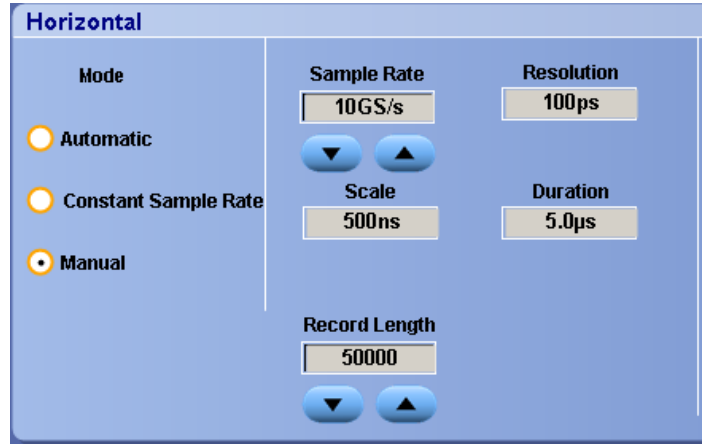 Horizontal
Mode
Automatic
Constant Sample Rate
Manual
Sample Rate
10GS/s
Resolution
100ps
Scale
500ns
Duration
5.0µs
Record Length
50000